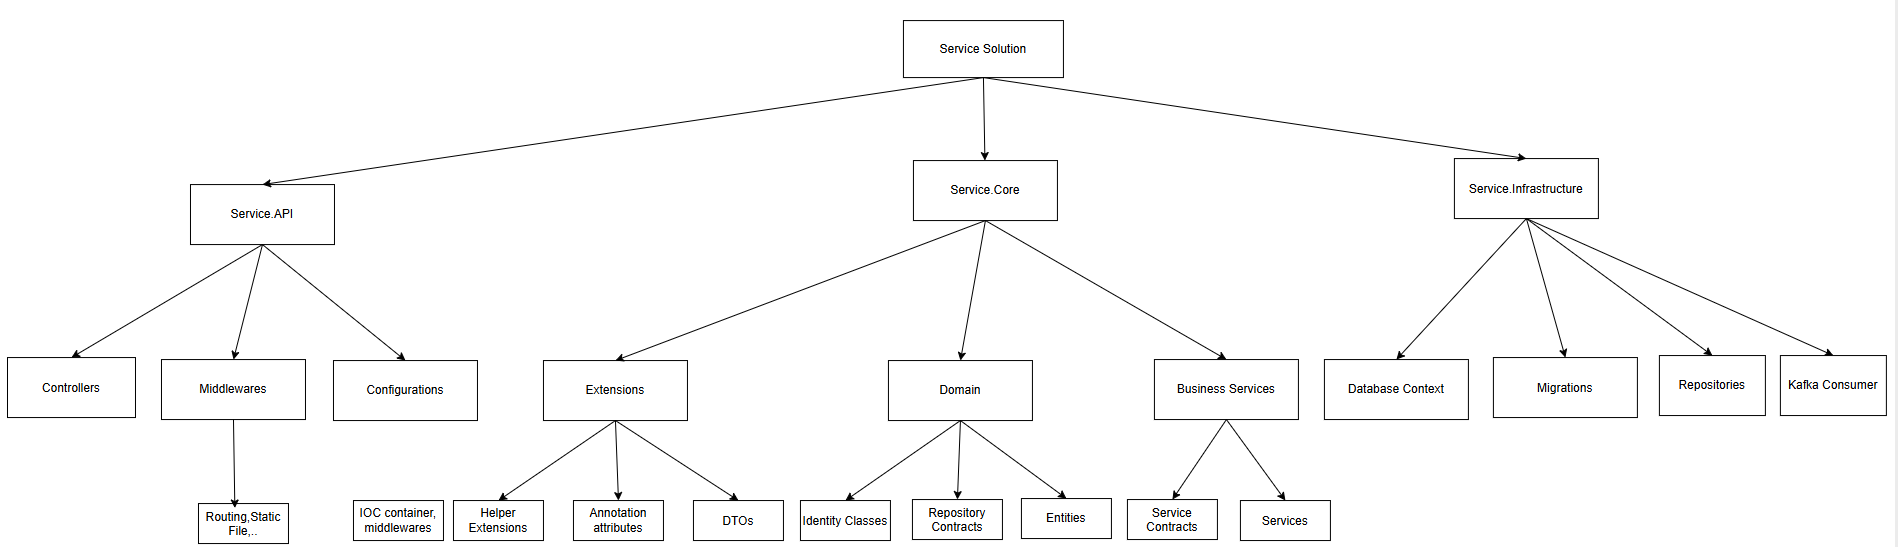 Service Solution
Service.API
Service.Core
Service.Infrastructure
Controllers
Middlewares
Configurations
Extensions
Domain
Business Services
Database Context
Migrations
Repositories
Kafka Consumer
Routing,Static
File,..
IOC container,
middlewares
Helper
Extensions
Annotation
attributes
DTOs
Identity Classes
Repository
Contracts
Entities
Service
Contracts
Services